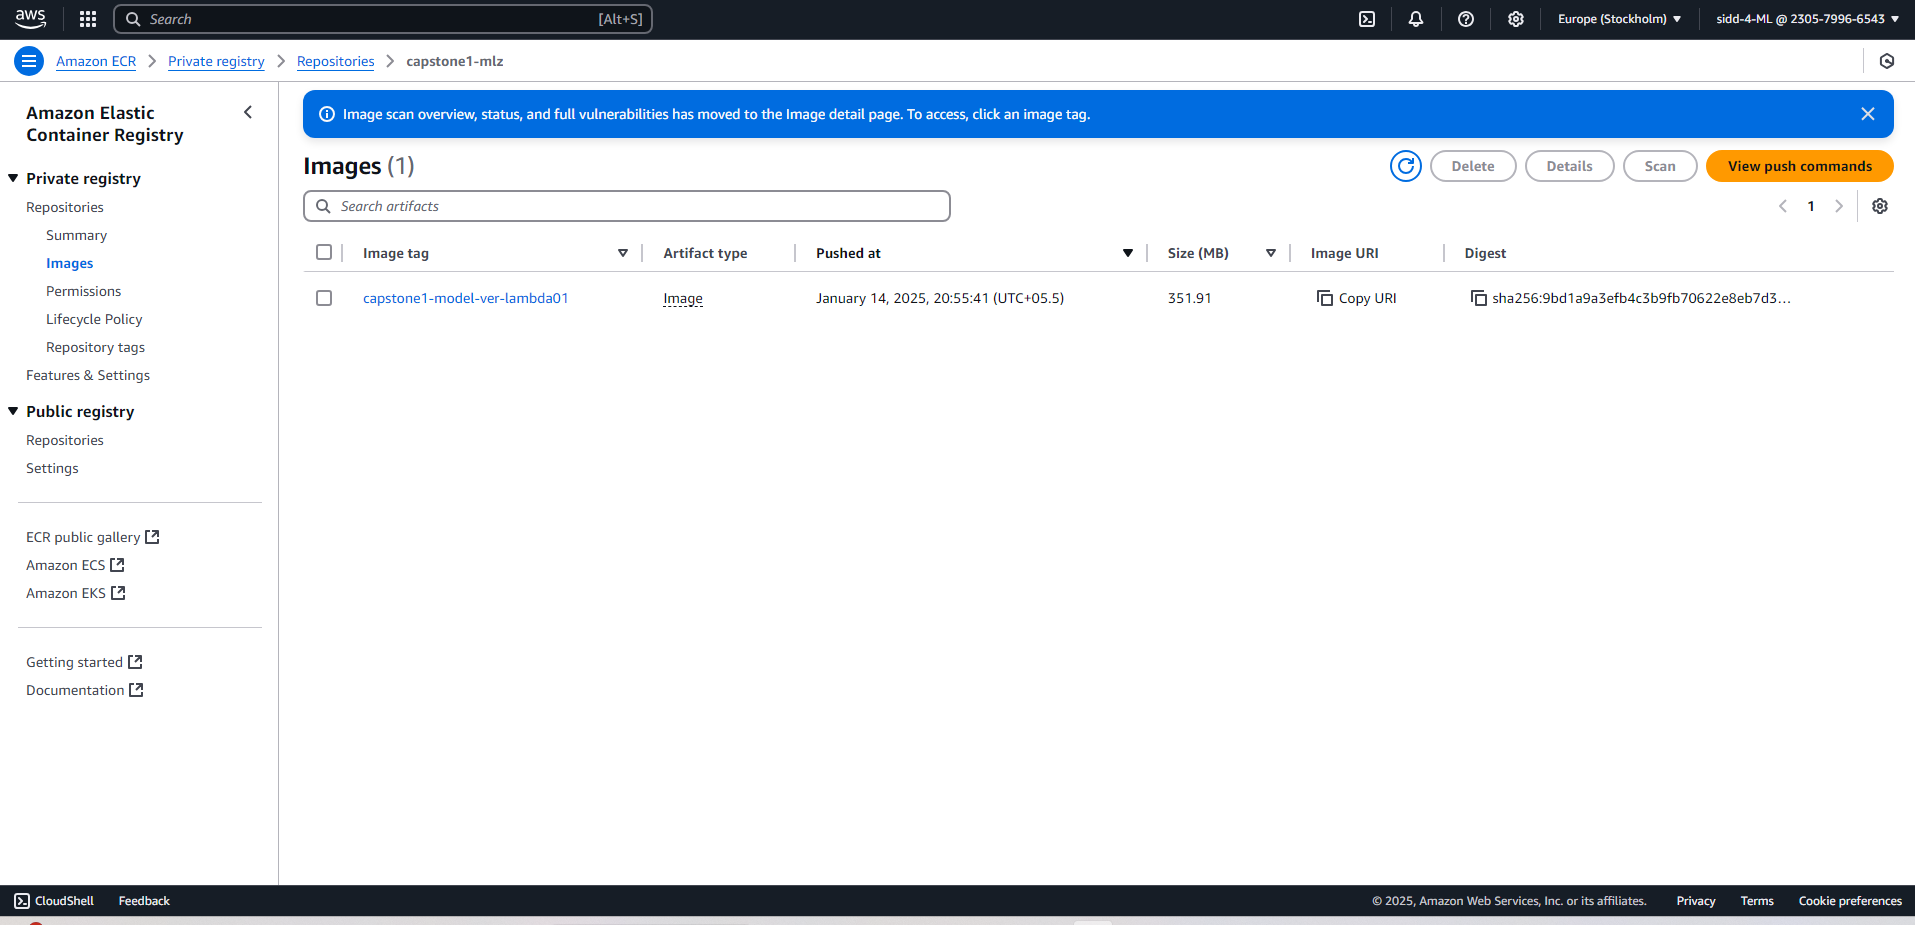 aws Search [Alt+S] Europe (Stockholm) sidd-4-ML @ 2305-7996-6543
Amazon ECR Private registry Repositories capstone1-mlz
Amazon Elastic
Container Registry
Private registry
Repositories
Summary
Images
Permissions
Lifecycle Policy
Repository tags
Features & Settings
Public registry
Repositories
Settings
ECR public gallery
Amazon ECS
Amazon EKS
Getting started
Documentation
Image scan overview, status, and full vulnerabilities has moved to the Image detail page. To access, click an image tag.
Images (1) Delete Details Scan View push commands
Search artifacts 1
Image tag Artifact type Pushed at Size (MB) Image URI Digest
capstone1-model-ver-lambda01 Image January 14, 2025, 20:55:41 (UTC+05.5) 351.91 Copy URI sha256:9bd1a9a3efb4c3b9fb70622e8eb7d3...
CloudShell Feedback © 2025, Amazon Web Services, Inc. or its affiliates. Privacy Terms Cookie preferences